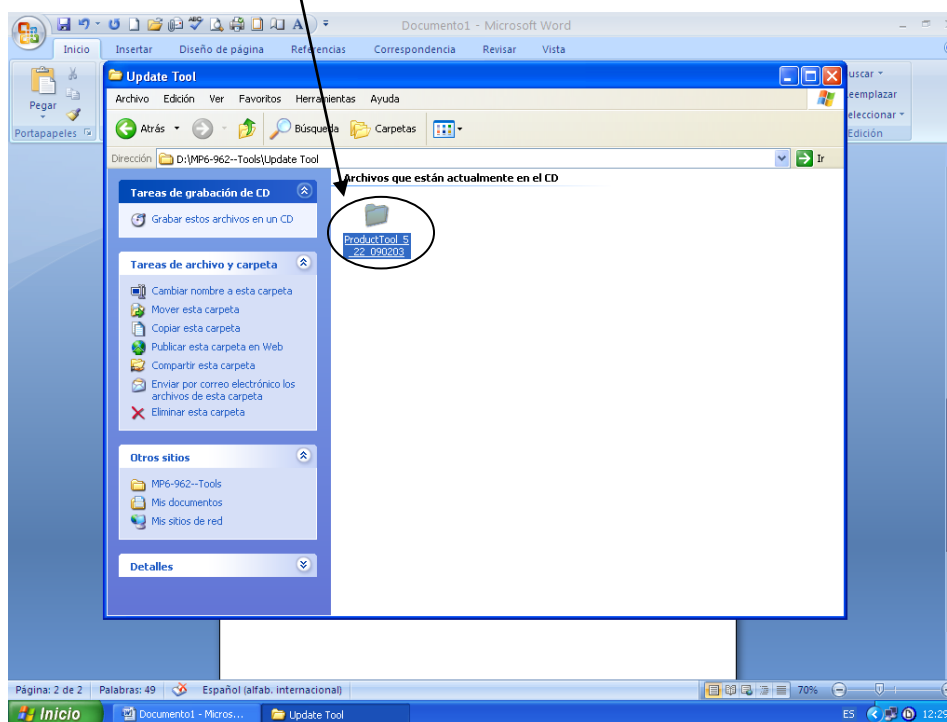 Documento1 - Microsoft Word
Inicio Insertar Diseño de página Referencias Correspondencia Revisar Vista
Pegar
Portapapeles
uscar
eemplazar
eleccionar
Edición
Update Tool
Archivo Edición Ver Favoritos Herramientas Ayuda
Atrás Búsqueda Carpetas
Dirección D:\MP6-962--Tools\Update Tool Ir
Archivos que están actualmente en el CD
ProductTool_5
_22_090203
Tareas de grabación de CD
Grabar estos archivos en un CD
Tareas de archivo y carpeta
Cambiar nombre a esta carpeta
Mover esta carpeta
Copiar esta carpeta
Publicar esta carpeta en Web
Compartir esta carpeta
Enviar por correo electrónico los
archivos de esta carpeta
Eliminar esta carpeta
Otros sitios
MP6-962--Tools
Mis documentos
Mis sitios de red
Detalles
Página: 2 de 2 Palabras: 49 Español (alfab. internacional) 70%
Inicio Documento1 - Micros... Update Tool ES 12:29